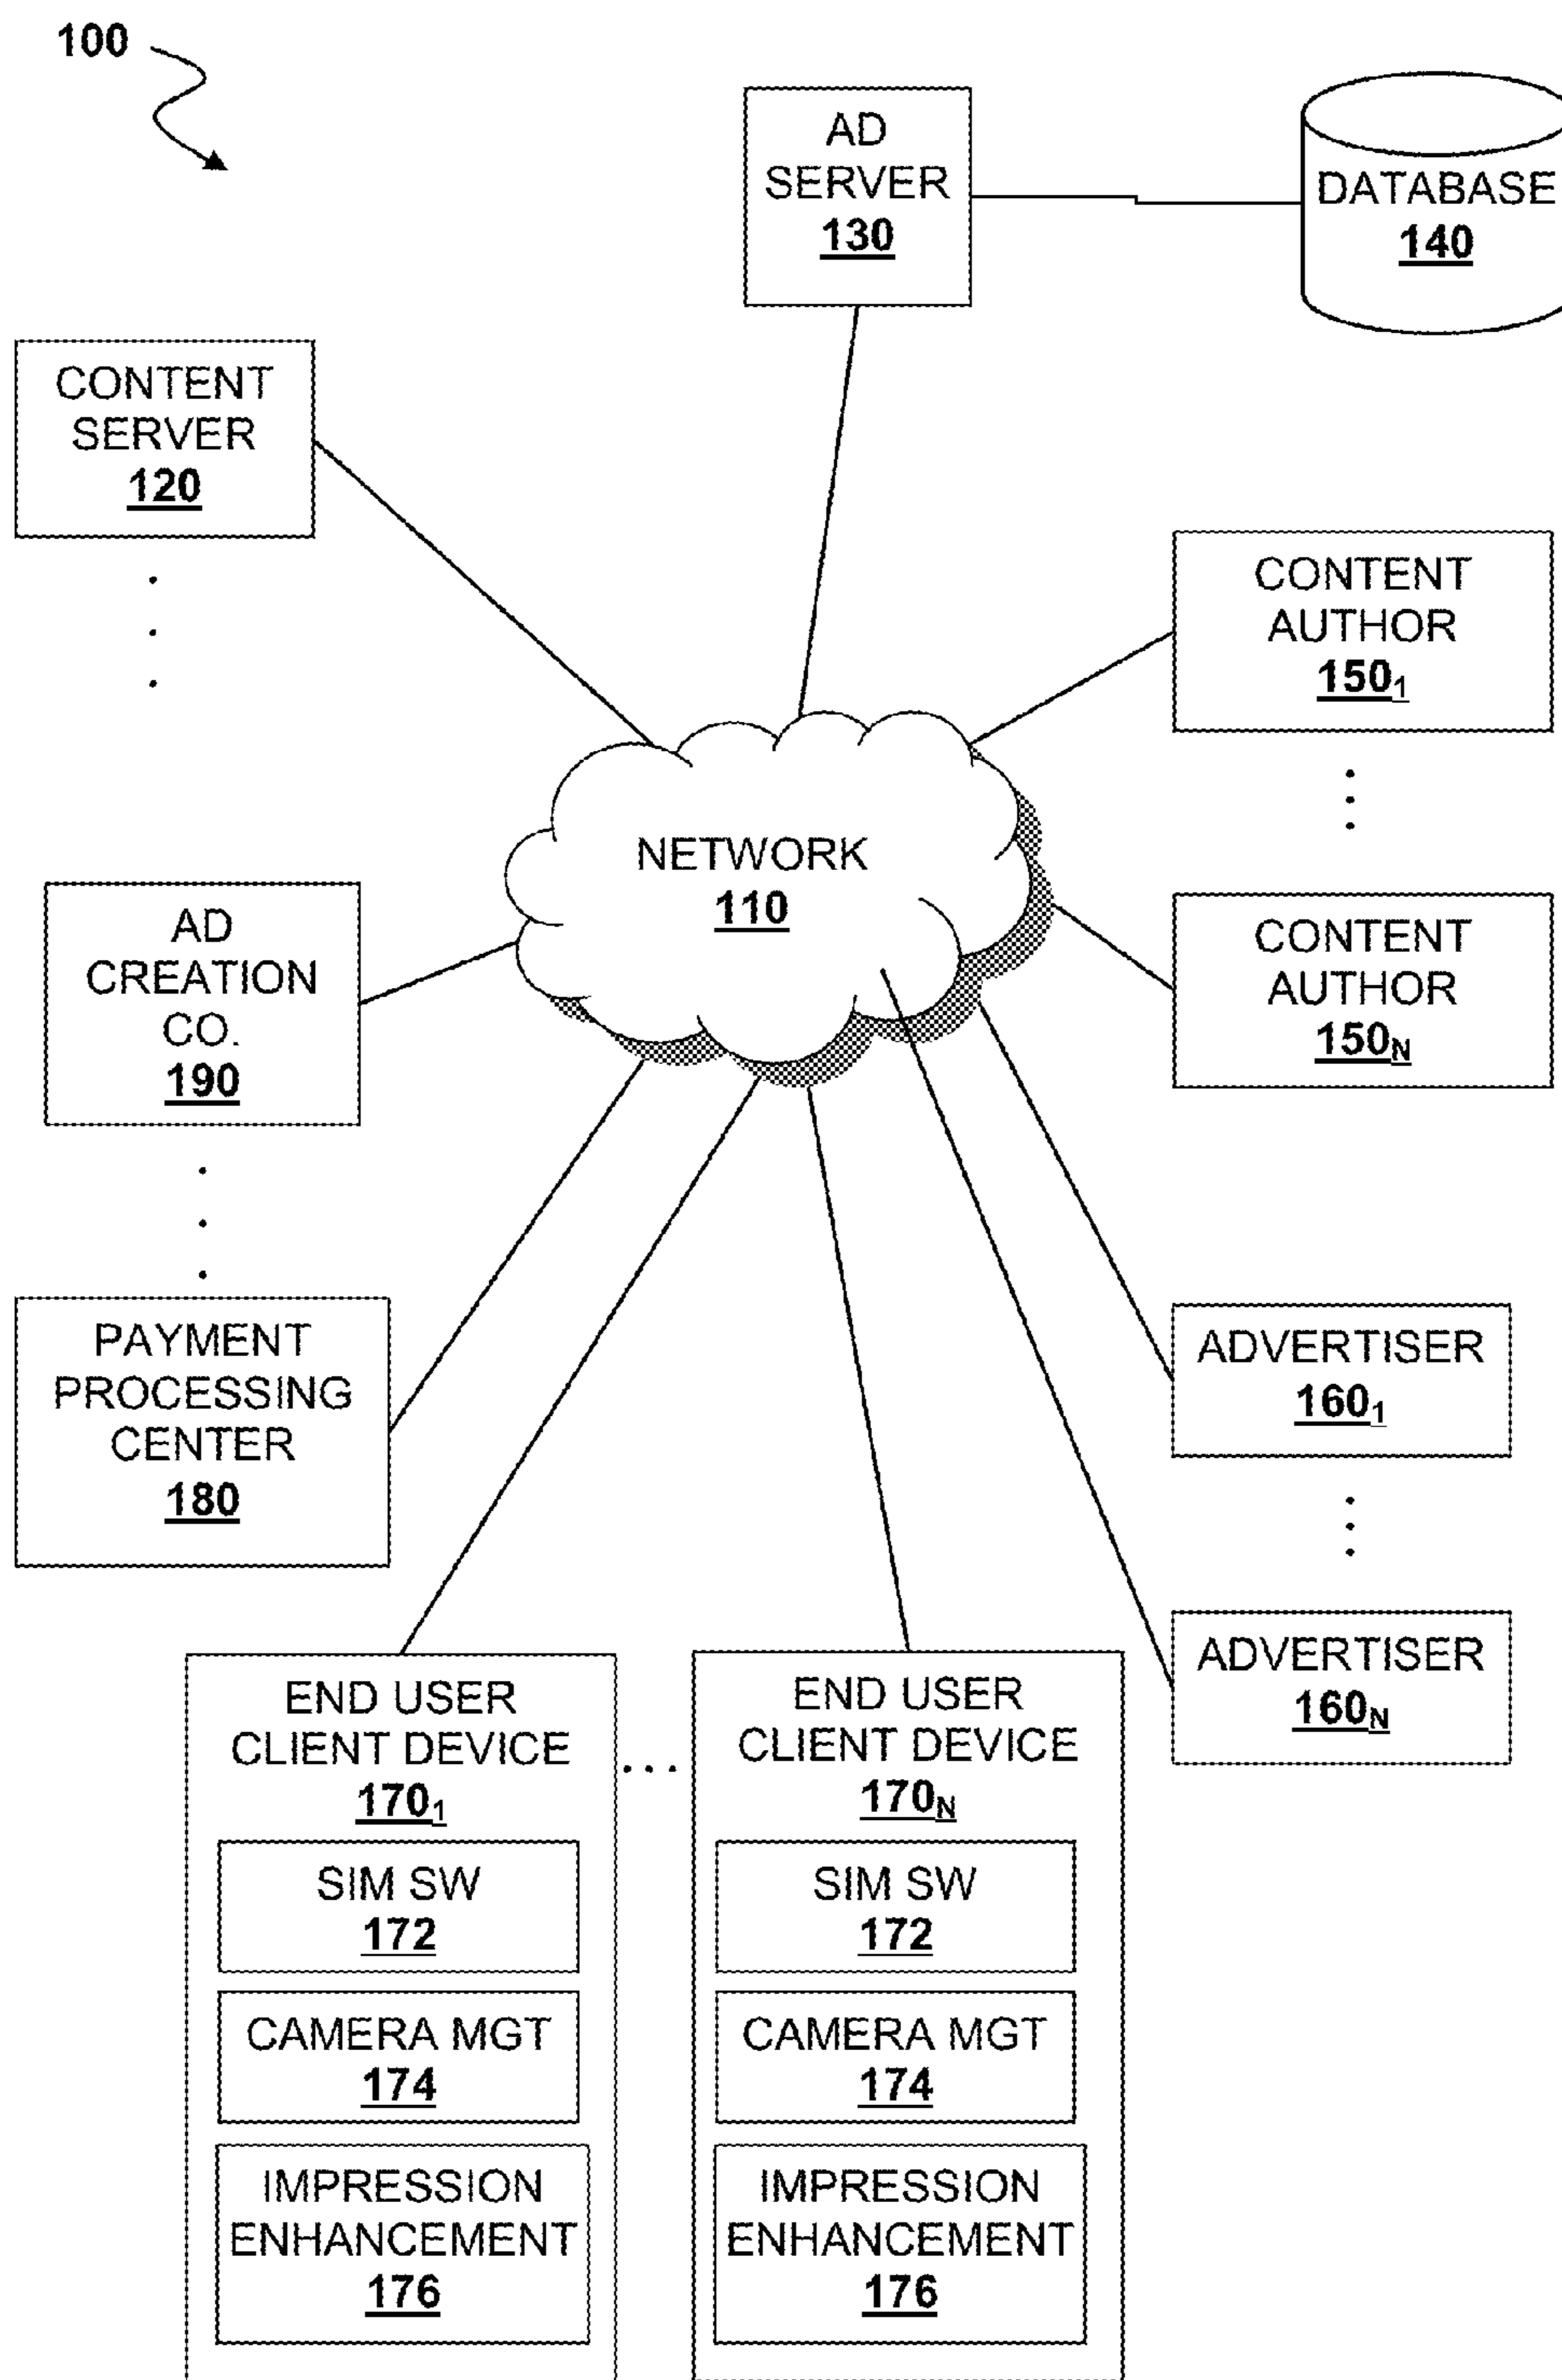 100
AD
SERVER
130
DATABASE
140
CONTENT
SERVER
120
CONTENT
AUTHOR
150₁
NETWORK
110
AD
CREATION
CO.
190
CONTENT
AUTHOR
150N
PAYMENT
PROCESSING
CENTER
180
ADVERTISER
160₁
ADVERTISER
160N
END USER
CLIENT DEVICE
170₁
SIM SW
172
CAMERA MGT
174
IMPRESSION
ENHANCEMENT
176
END USER
CLIENT DEVICE
170N
SIM SW
172
CAMERA MGT
174
IMPRESSION
ENHANCEMENT
176